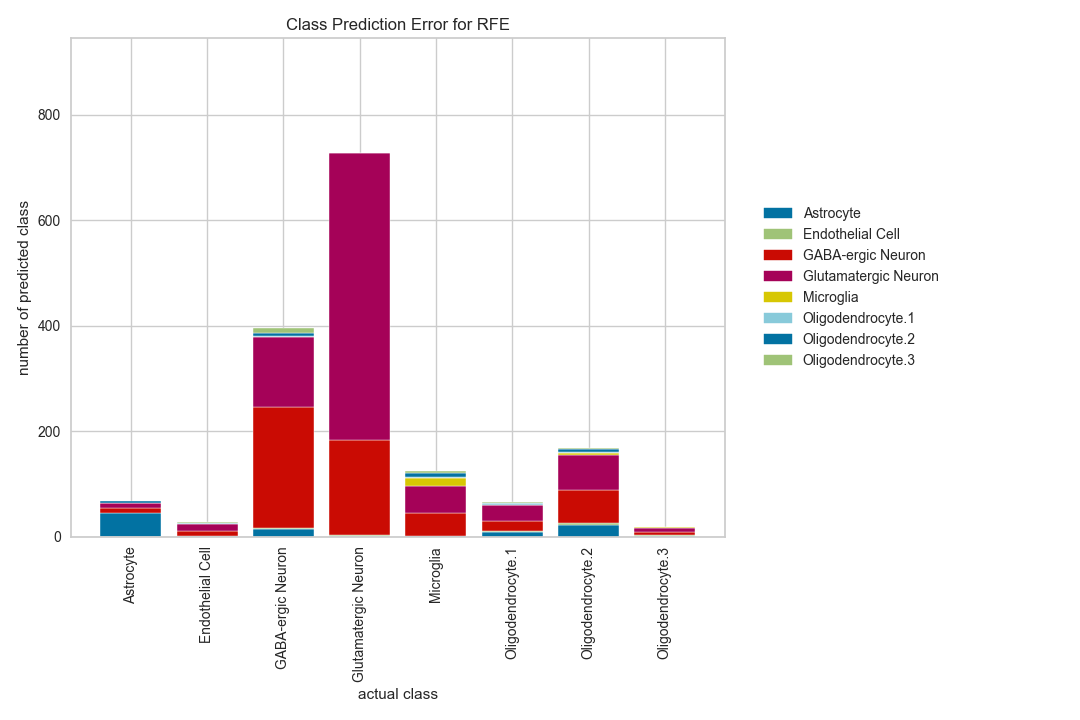 Class Prediction Error for RFE
800
600
400
200
0
number of predicted class
Astrocyte
Endothelial Cell
GABA-ergic Neuron
Glutamatergic Neuron
Microglia
Oligodendrocyte.1
Oligodendrocyte.2
Oligodendrocyte.3
actual class
Astrocyte
Endothelial Cell
GABA-ergic Neuron
Glutamatergic Neuron
Microglia
Oligodendrocyte.1
Oligodendrocyte.2
Oligodendrocyte.3